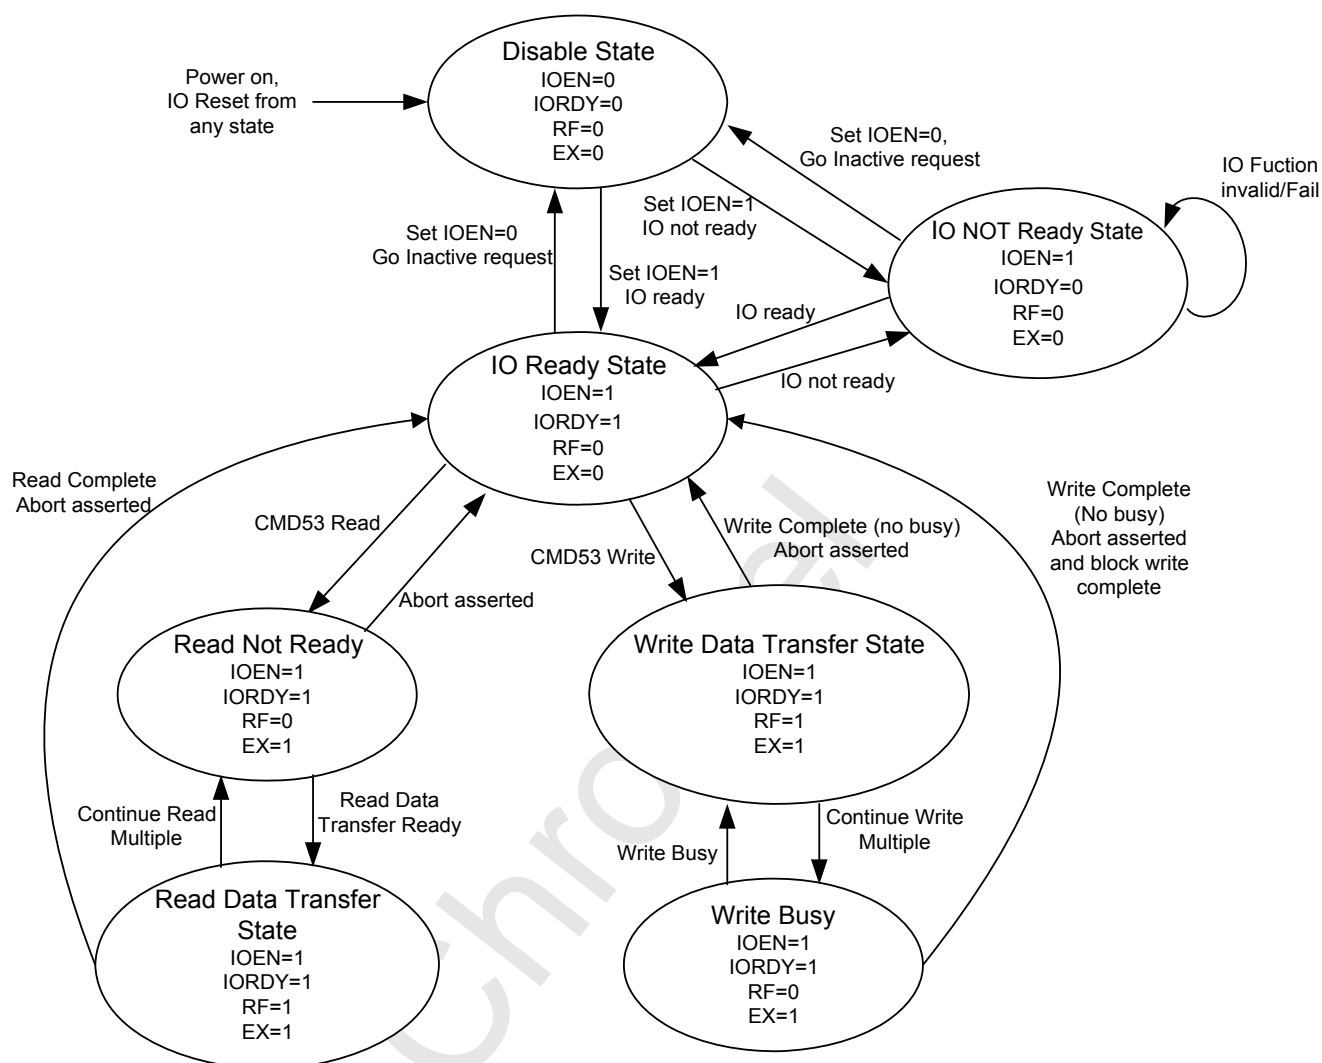 Disable State
IOEN=0
IORDY=0
RF=0
EX=0
Power on,
IO Reset from
any state
Set IOEN=0,
Go Inactive request
IO Fuction
invalid/Fail
Set IOEN=1
IO not ready
IO NOT Ready State
IOEN=1
IORDY=0
RF=0
EX=0
Set IOEN=0
Go Inactive request
Set IOEN=1
IO ready
IO ready
IO not ready
IO Ready State
IOEN=1
IORDY=1
RF=0
EX=0
Read Complete
Abort asserted
CMD53 Read
Abort asserted
CMD53 Write
Write Complete (no busy)
Abort asserted
Write Complete
(No busy)
Abort asserted
and block write
complete
Read Not Ready
IOEN=1
IORDY=1
RF=0
EX=1
Write Data Transfer State
IOEN=1
IORDY=1
RF=1
EX=1
Continue Read
Multiple
Read Data
Transfer Ready
Write Busy
Continue Write
Multiple
Read Data Transfer
State
IOEN=1
IORDY=1
RF=1
EX=1
Write Busy
IOEN=1
IORDY=1
RF=0
EX=1